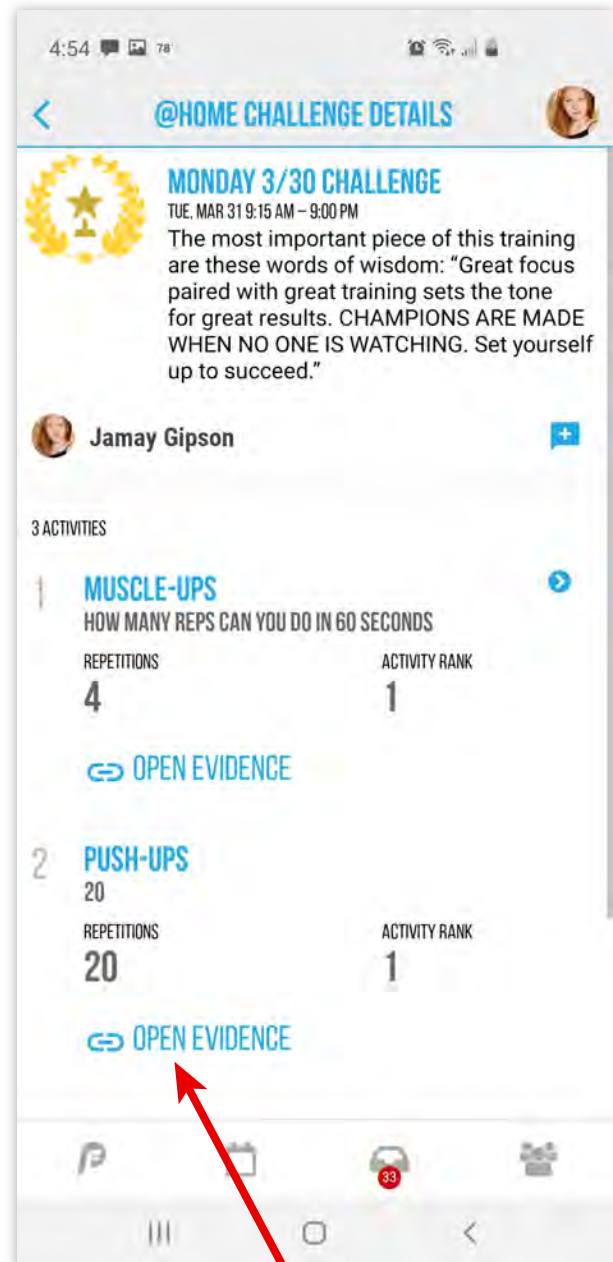 4:54 78
@HOME CHALLENGE DETAILS
MONDAY 3/30 CHALLENGE
TUE, MAR 31 9:15 AM – 9:00 PM
The most important piece of this training
are these words of wisdom: “Great focus
paired with great training sets the tone
for great results. CHAMPIONS ARE MADE
WHEN NO ONE IS WATCHING. Set yourself
up to succeed.”
Jamay Gipson
3 ACTIVITIES
1 MUSCLE-UPS
HOW MANY REPS CAN YOU DO IN 60 SECONDS
REPETITIONS ACTIVITY RANK
4 1
OPEN EVIDENCE
2 PUSH-UPS
20
REPETITIONS ACTIVITY RANK
20 1
OPEN EVIDENCE
33